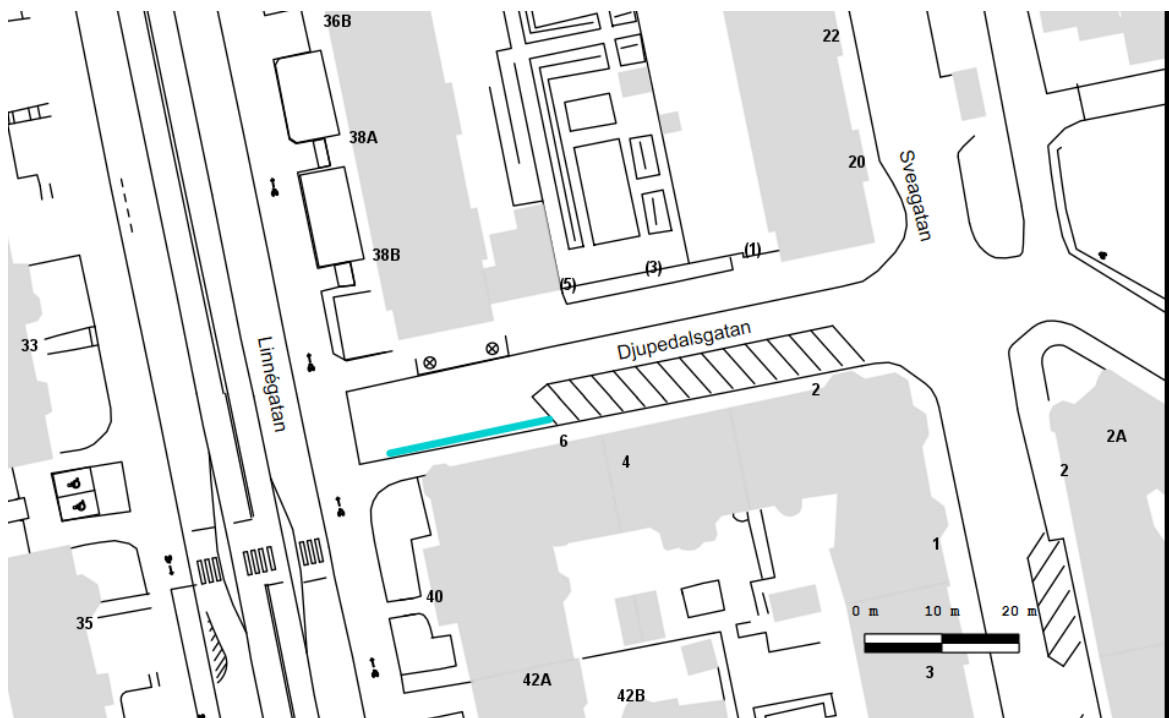 36B
22
38A
20
Sveagatan
38B
(1)
(3)
(5)
33
Djupedalsgatan
Linnégatan
2
6
4
2A
2
1
40
35
0 m 10 m 20 m
3
42A
42B